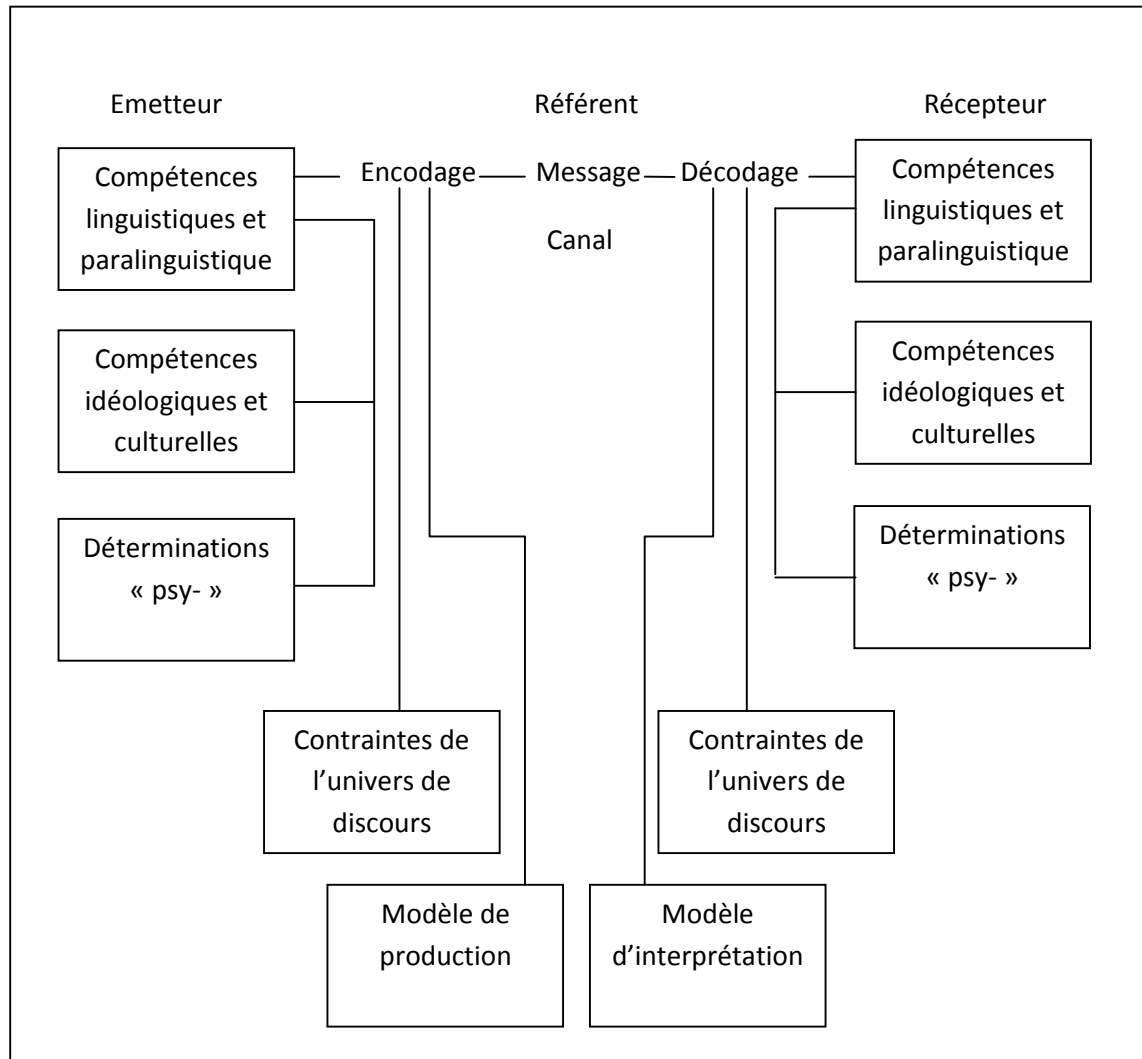 Emetteur
Référent
Récepteur
Compétences
linguistiques et
paralinguistique
Encodage
Message
Décodage
Canal
Compétences
linguistiques et
paralinguistique
Compétences
idéologiques et
culturelles
Compétences
idéologiques et
culturelles
Déterminations
« psy- »
Déterminations
« psy- »
Contraintes de
l’univers de
discours
Contraintes de
l’univers de
discours
Modèle de
production
Modèle
d’interprétation